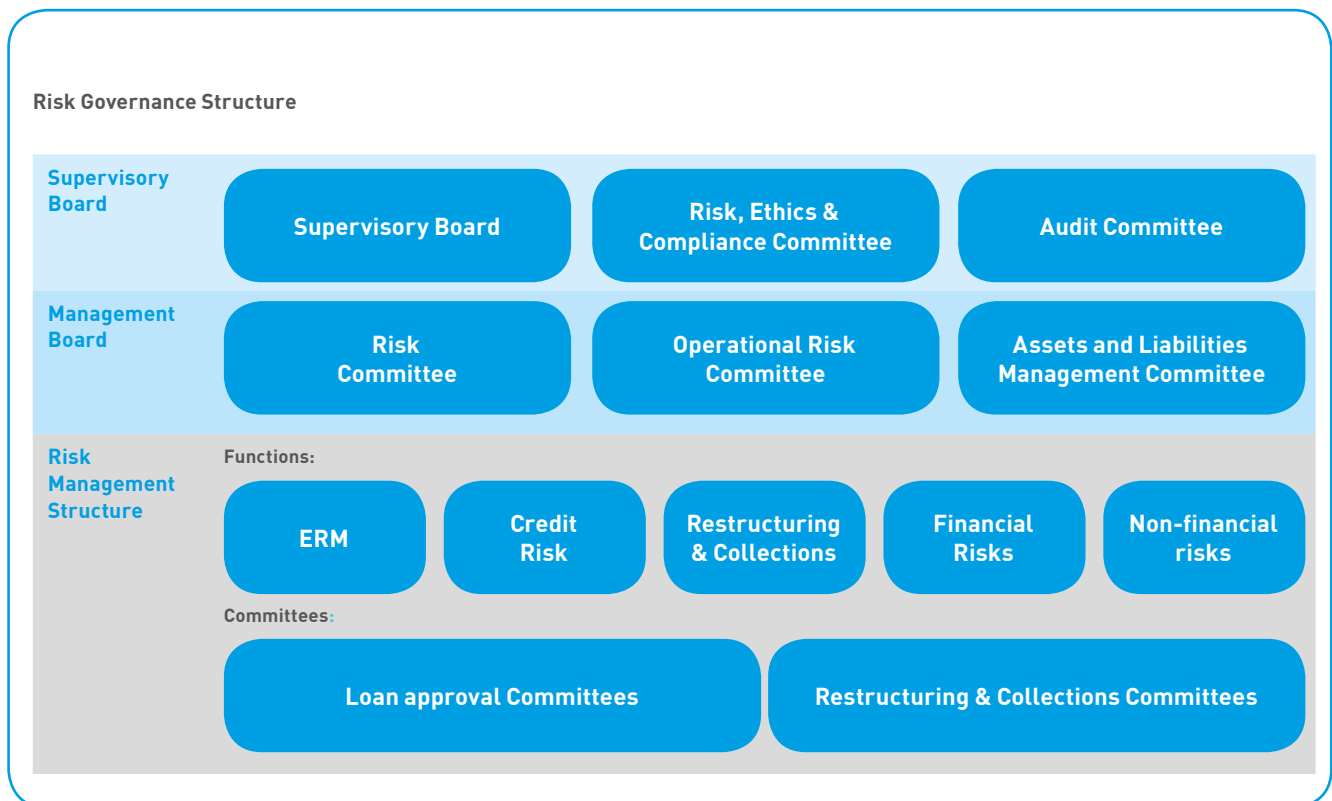 Risk Governance Structure
Supervisory
Board
Supervisory Board
Risk, Ethics &
Compliance Committee
Audit Committee
Management
Board
Risk
Committee
Operational Risk
Committee
Assets and Liabilities
Management Committee
Risk
Management
Structure
Functions:
ERM
Credit
Risk
Restructuring
& Collections
Financial
Risks
Non-financial
risks
Committees:
Loan approval Committees
Restructuring & Collections Committees